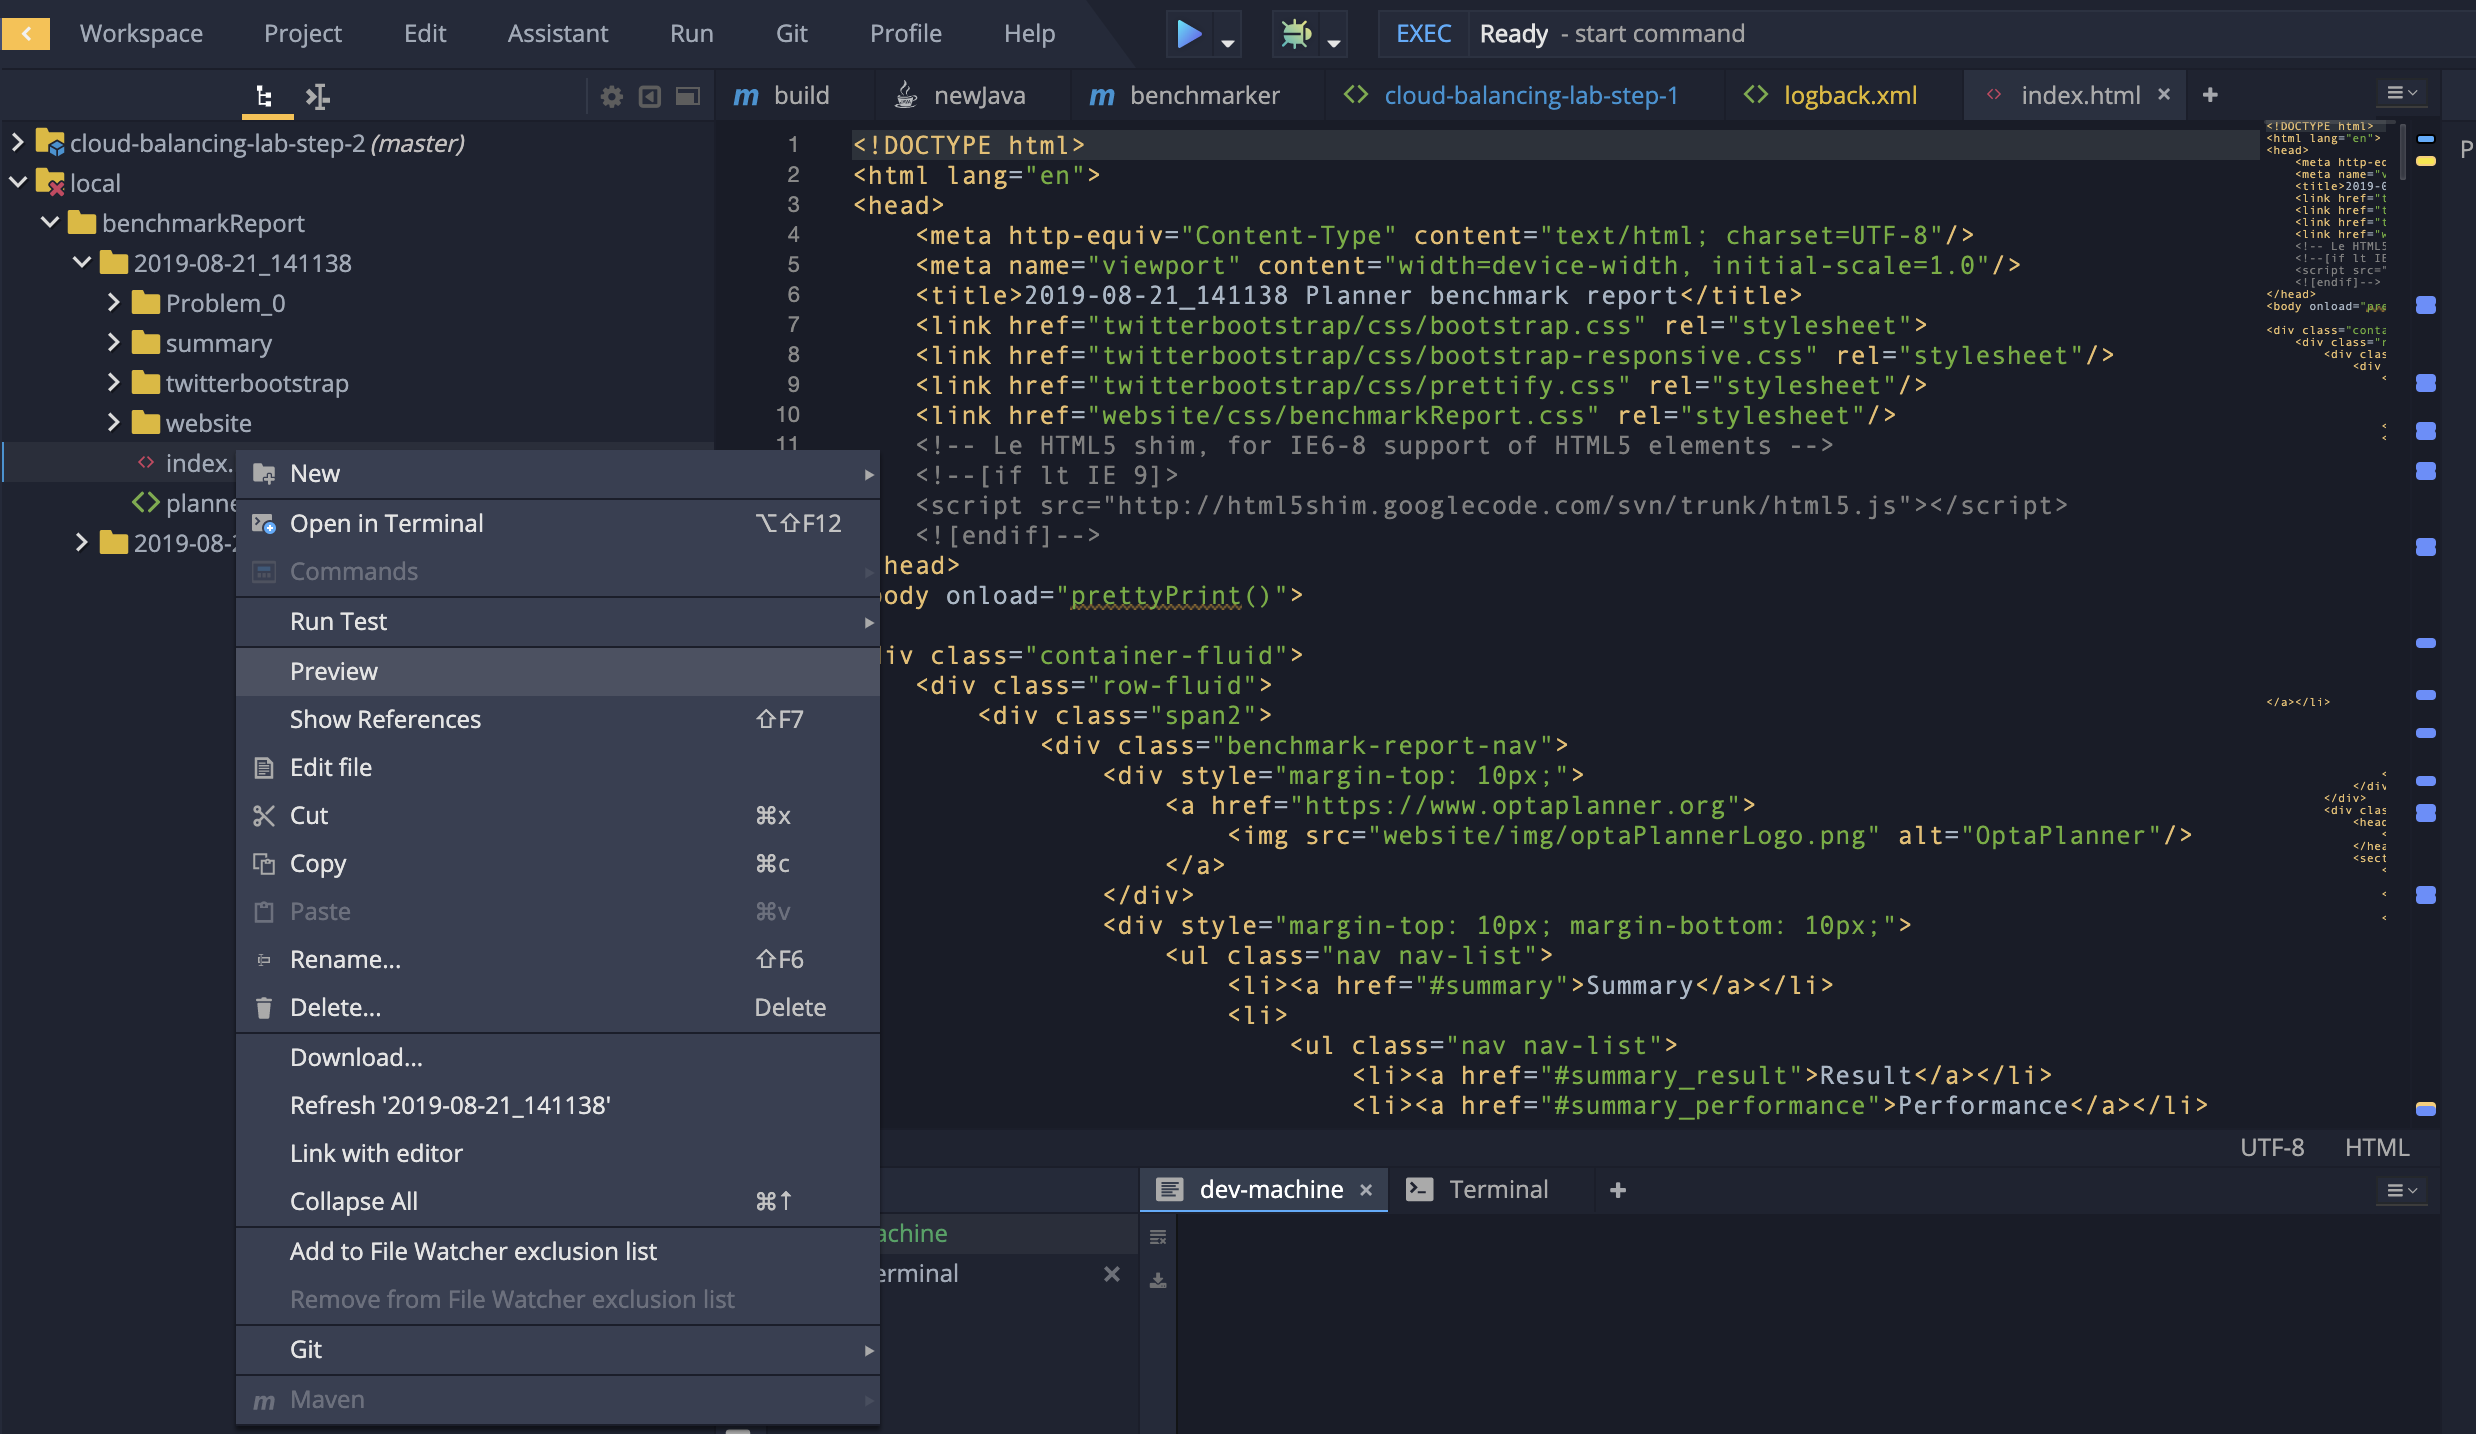 Workspace Project Edit Assistant Run Git Profile Help EXEC Ready - start command
build newJava benchmarker cloud-balancing-lab-step-1 logback.xml index.html × +
cloud-balancing-lab-step-2 (master)
local
benchmarkReport
2019-08-21_141138
Problem_0
summary
twitterbootstrap
website
index.
planne
2019-08-2
New
Open in Terminal ⌥⇧F12
Commands
Run Test
Preview
Show References ⇧F7
Edit file
Cut ⌘x
Copy ⌘c
Paste ⌘v
Rename... ⇧F6
Delete... Delete
Download...
Refresh '2019-08-21_141138'
Link with editor
Collapse All ⌘↑
Add to File Watcher exclusion list
Remove from File Watcher exclusion list
Git
m Maven
1 <!DOCTYPE html>
2 <html lang="en">
3 <head>
4 <meta http-equiv="Content-Type" content="text/html; charset=UTF-8"/>
5 <meta name="viewport" content="width=device-width, initial-scale=1.0"/>
6 <title>2019-08-21_141138 Planner benchmark report</title>
7 <link href="twitterbootstrap/css/bootstrap.css" rel="stylesheet">
8 <link href="twitterbootstrap/css/bootstrap-responsive.css" rel="stylesheet"/>
9 <link href="twitterbootstrap/css/prettify.css" rel="stylesheet"/>
10 <link href="website/css/benchmarkReport.css" rel="stylesheet"/>
11 <!-- Le HTML5 shim, for IE6-8 support of HTML5 elements -->
<!--[if lt IE 9]>
<script src="http://html5shim.googlecode.com/svn/trunk/html5.js"></script>
<![endif]-->
head>
ody onload="prettyPrint()">
iv class="container-fluid">
<div class="row-fluid">
<div class="span2">
<div class="benchmark-report-nav">
<div style="margin-top: 10px;">
<a href="https://www.optaplanner.org">
<img src="website/img/optaPlannerLogo.png" alt="OptaPlanner"/>
</a>
</div>
<div style="margin-top: 10px; margin-bottom: 10px;">
<ul class="nav nav-list">
<li><a href="#summary">Summary</a></li>
<li>
<ul class="nav nav-list">
<li><a href="#summary_result">Result</a></li>
<li><a href="#summary_performance">Performance</a></li>
UTF-8 HTML
dev-machine × Terminal +
achine
erminal ×
P